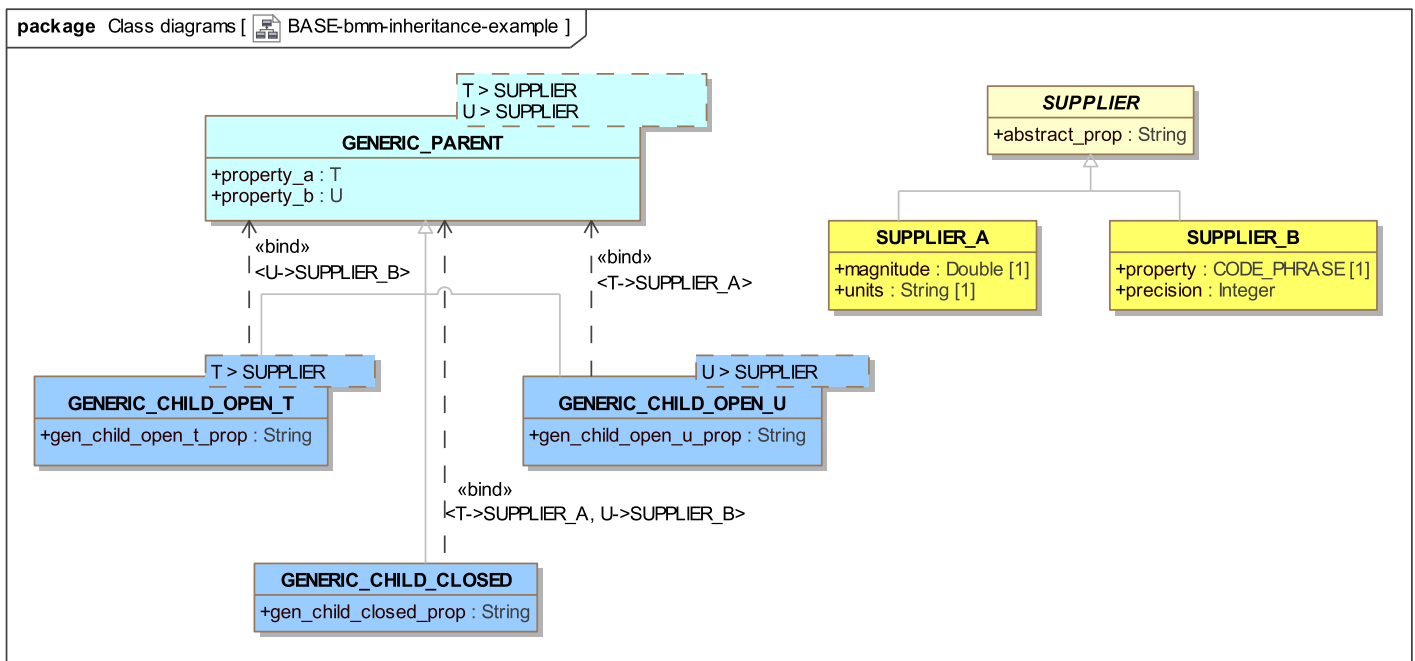 package Class diagrams [ BASE-bmm-inheritance-example ]
T > SUPPLIER
U > SUPPLIER
GENERIC_PARENT
+property_a : T
+property_b : U
SUPPLIER
+abstract_prop : String
SUPPLIER_A
+magnitude : Double [1]
+units : String [1]
SUPPLIER_B
+property : CODE_PHRASE [1]
+precision : Integer
«bind»
<U->SUPPLIER_B>
«bind»
<T->SUPPLIER_A>
T > SUPPLIER
GENERIC_CHILD_OPEN_T
+gen_child_open_t_prop : String
U > SUPPLIER
GENERIC_CHILD_OPEN_U
+gen_child_open_u_prop : String
«bind»
<T->SUPPLIER_A, U->SUPPLIER_B>
GENERIC_CHILD_CLOSED
+gen_child_closed_prop : String